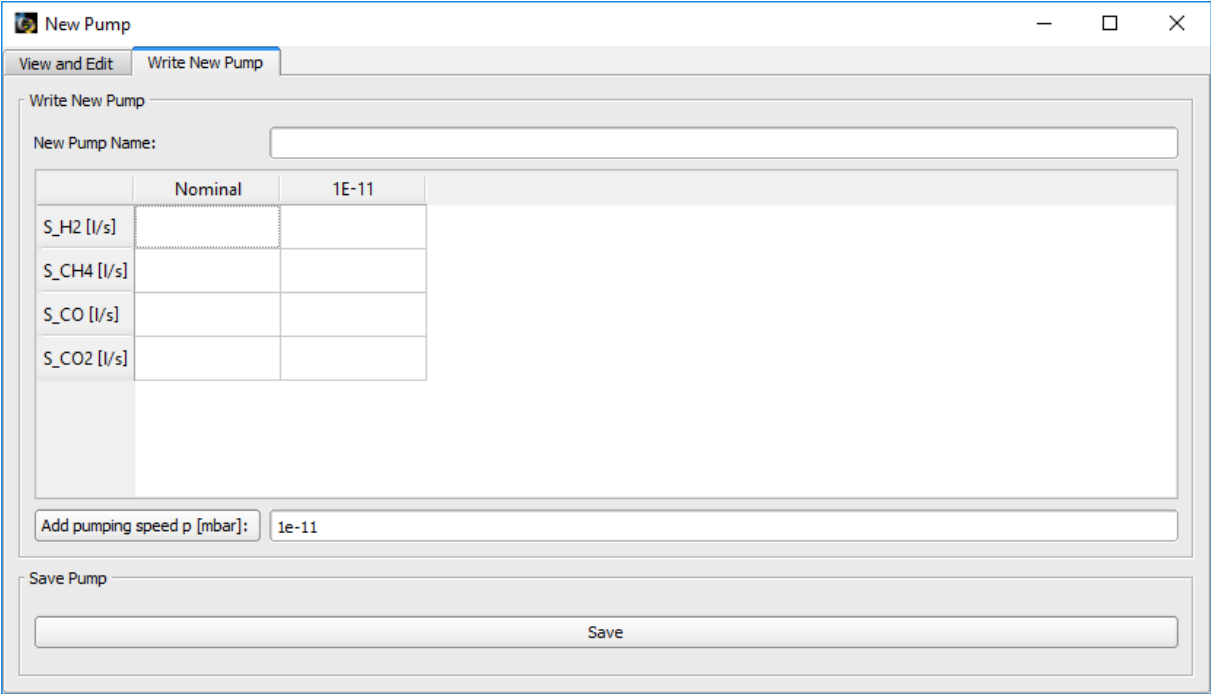 New Pump
View and Edit Write New Pump
Write New Pump
New Pump Name:
Nominal 1E-11
S_H2 [l/s]
S_CH4 [l/s]
S_CO [l/s]
S_CO2 [l/s]
Add pumping speed p [mbar]: 1e-11
Save Pump
Save